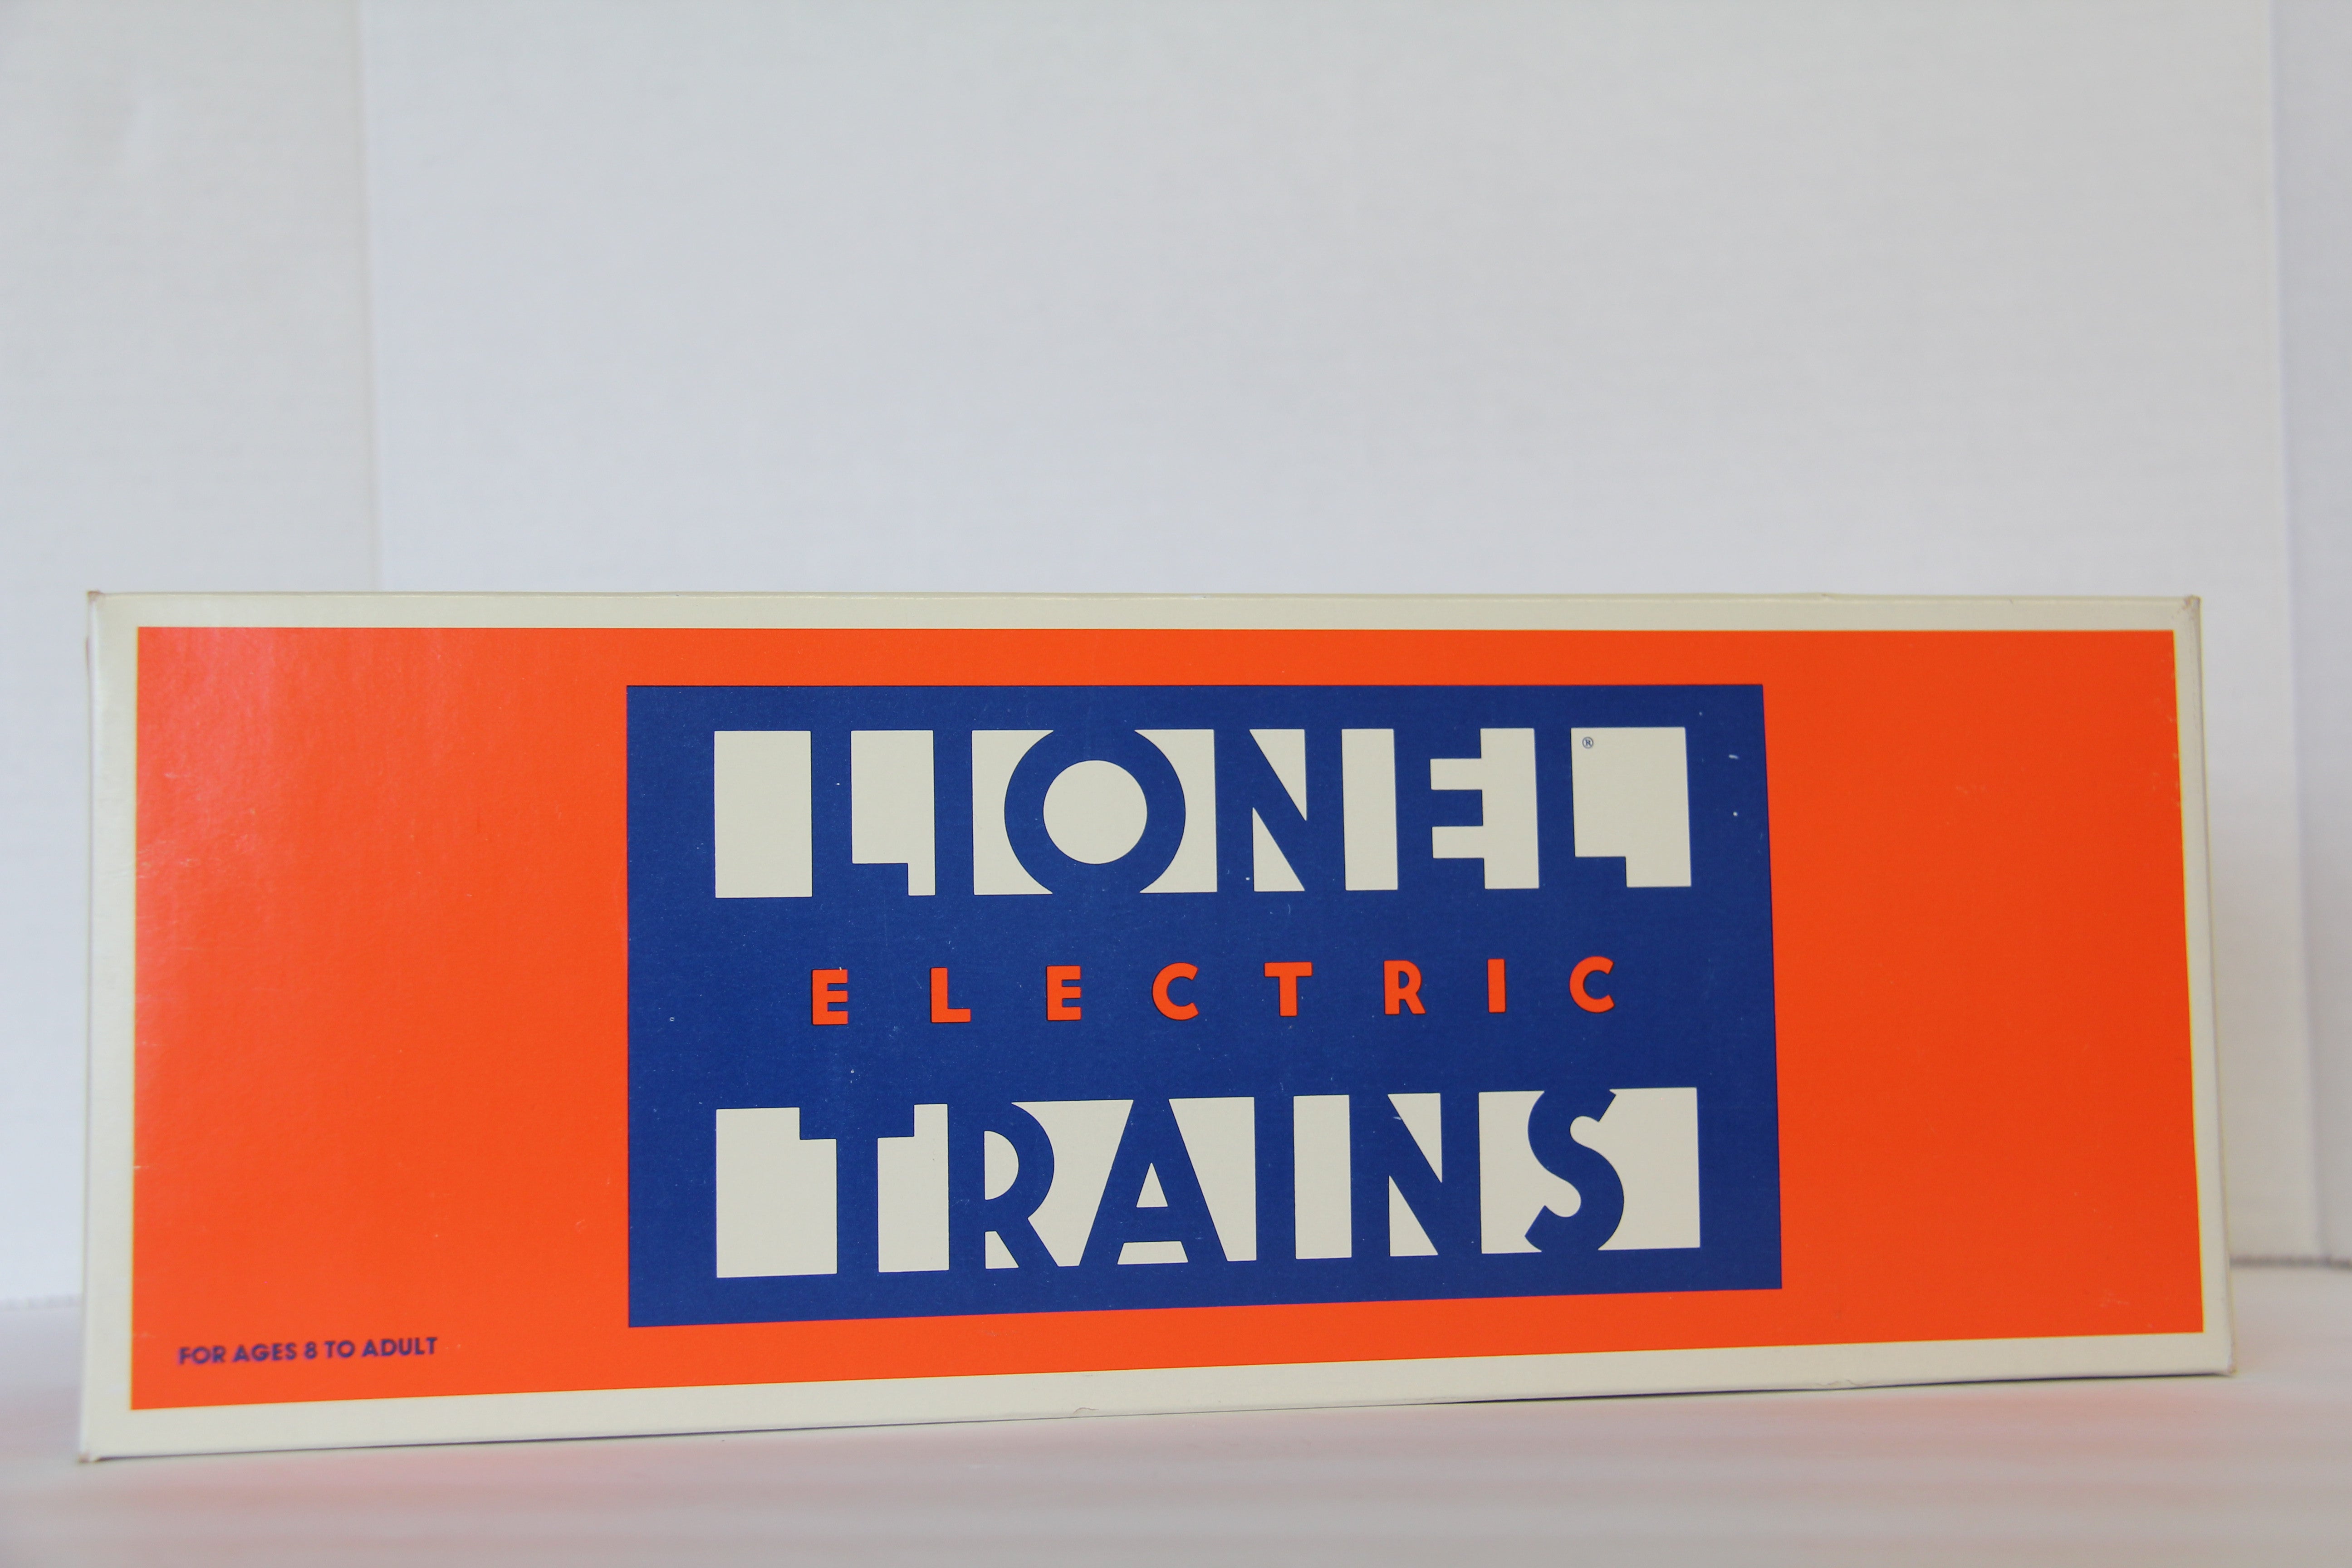 LIONEL®
ELECTRIC
TRAINS
FOR AGES 8 TO ADULT